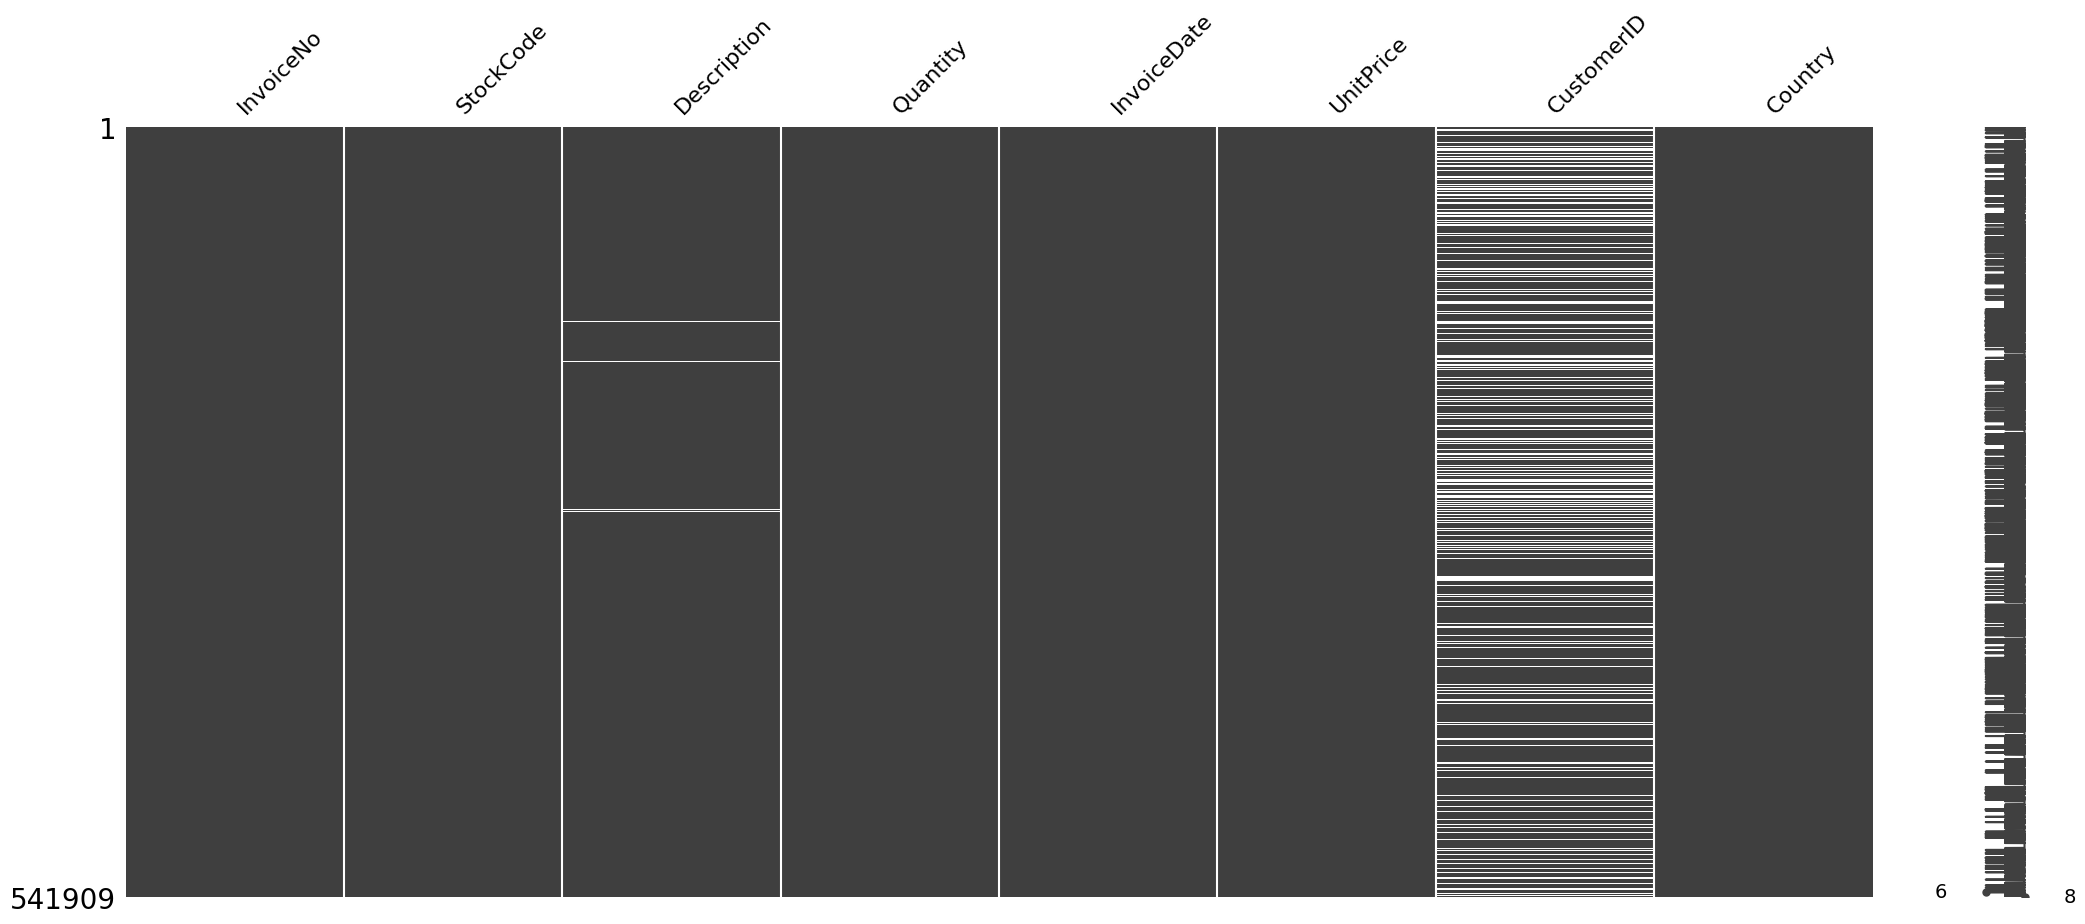 InvoiceNo
StockCode
Description
Quantity
InvoiceDate
UnitPrice
CustomerID
Country
1
541909
6
8